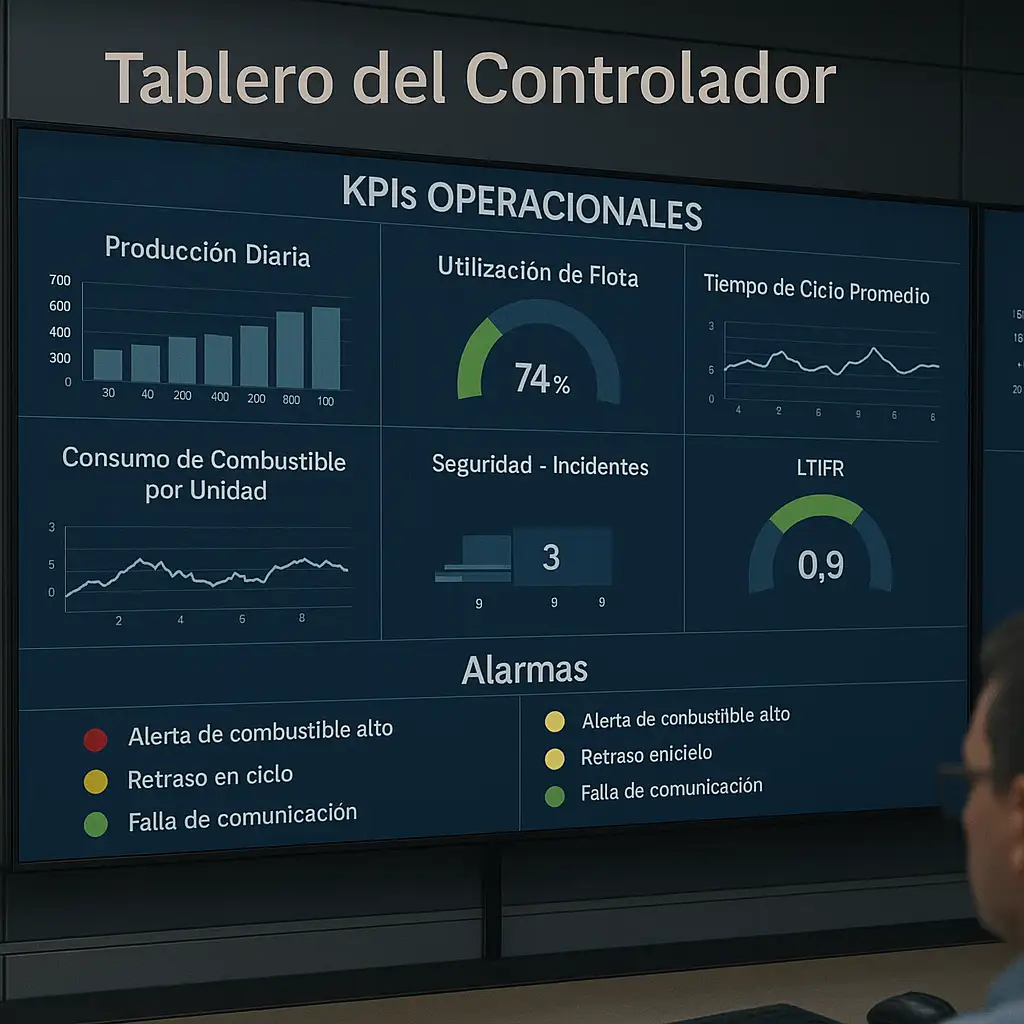 Tablero del Controlador
KPIs OPERACIONALES
Producción Diaria
700
600
400
300
0
30 40 200 400 200 800 100
Utilización de Flota
74%
Tiempo de Cicio Promedio
3
6
0
4 2 6 9 6 6
20
Consumo de Combustible
por Unidad
3
5
0
2 4 6 8
Seguridad - Incidentes
3
9 9 9
LTIFR
0,9
Alarmas
Alerta de combustible alto
Retraso en ciclo
Falla de comunicación
Alerta de conbustible alto
Retraso enicielo
Falla de comunicación